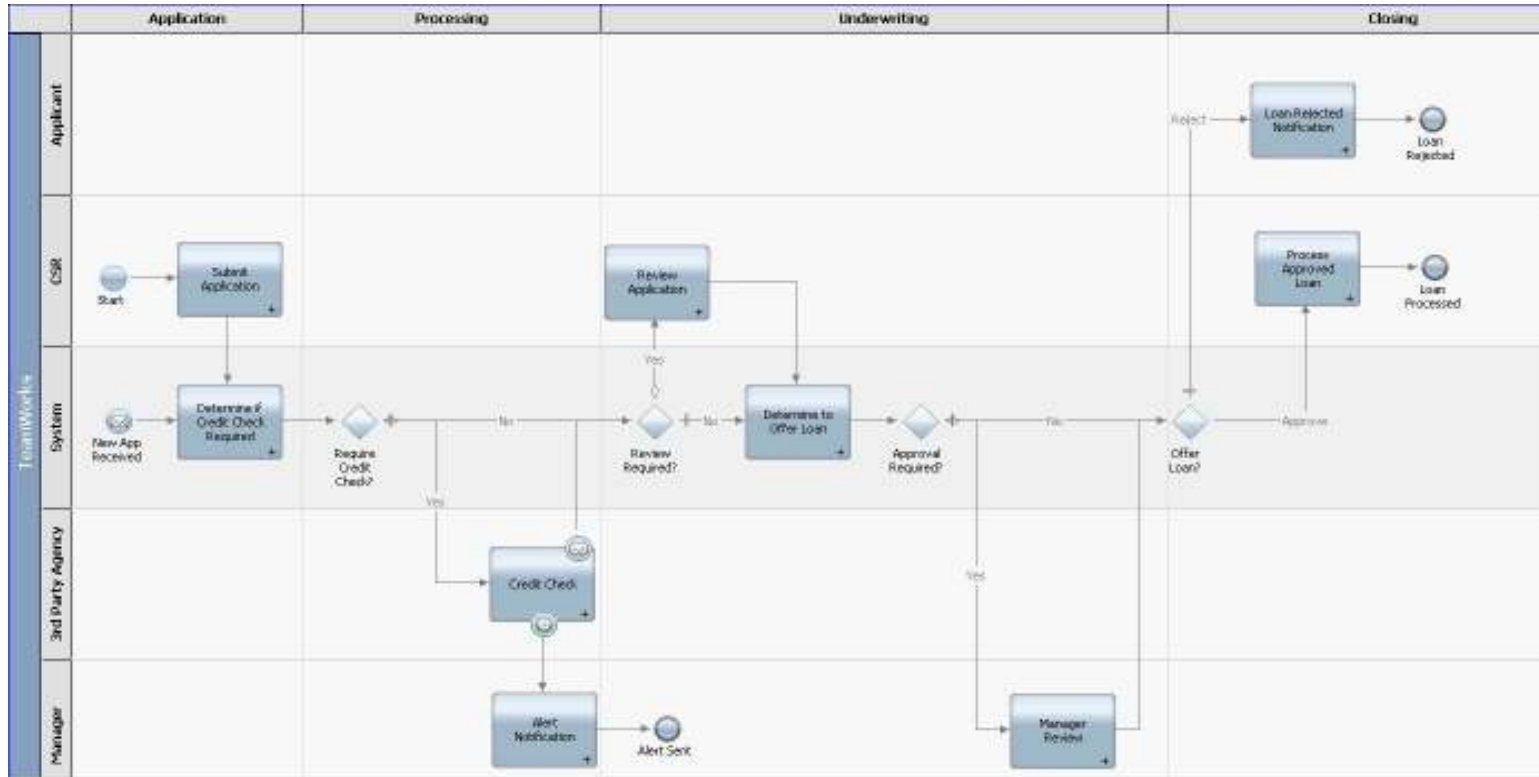 Application
Processing
Underwriting
Closing
TeamWorks
Applicant
Reject
Loan Rejected
Notification
Loan
Rejected
CSR
Start
Submit
Application
Review
Application
Process
Approved
Loan
Loan
Processed
System
New App
Received
Determine if
Credit Check
Required
Require
Credit
Check?
No
Yes
Yes
Review
Required?
No
Determine to
Offer Loan
Approval
Required?
Yes
Offer
Loan?
Approve
3rd Party Agency
Credit Check
Yes
Manager
Alert
Notification
Alert Sent
Manager
Review